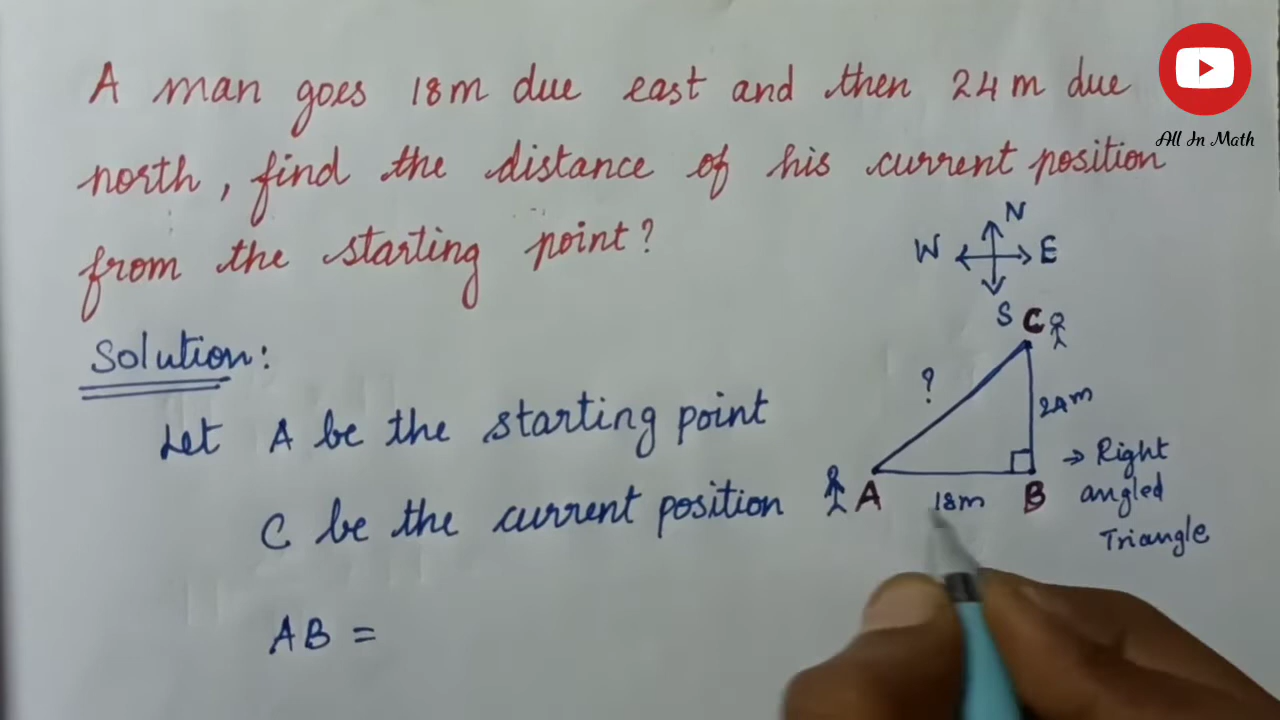 A man goes 18m due east and then 24m due
north, find the distance of his current position
from the starting point?
All In Math
N
W E
S
Solution:
Let A be the starting point
C be the current position
AB =
C
?
24m
A 18m B
→ Right
angled
Triangle